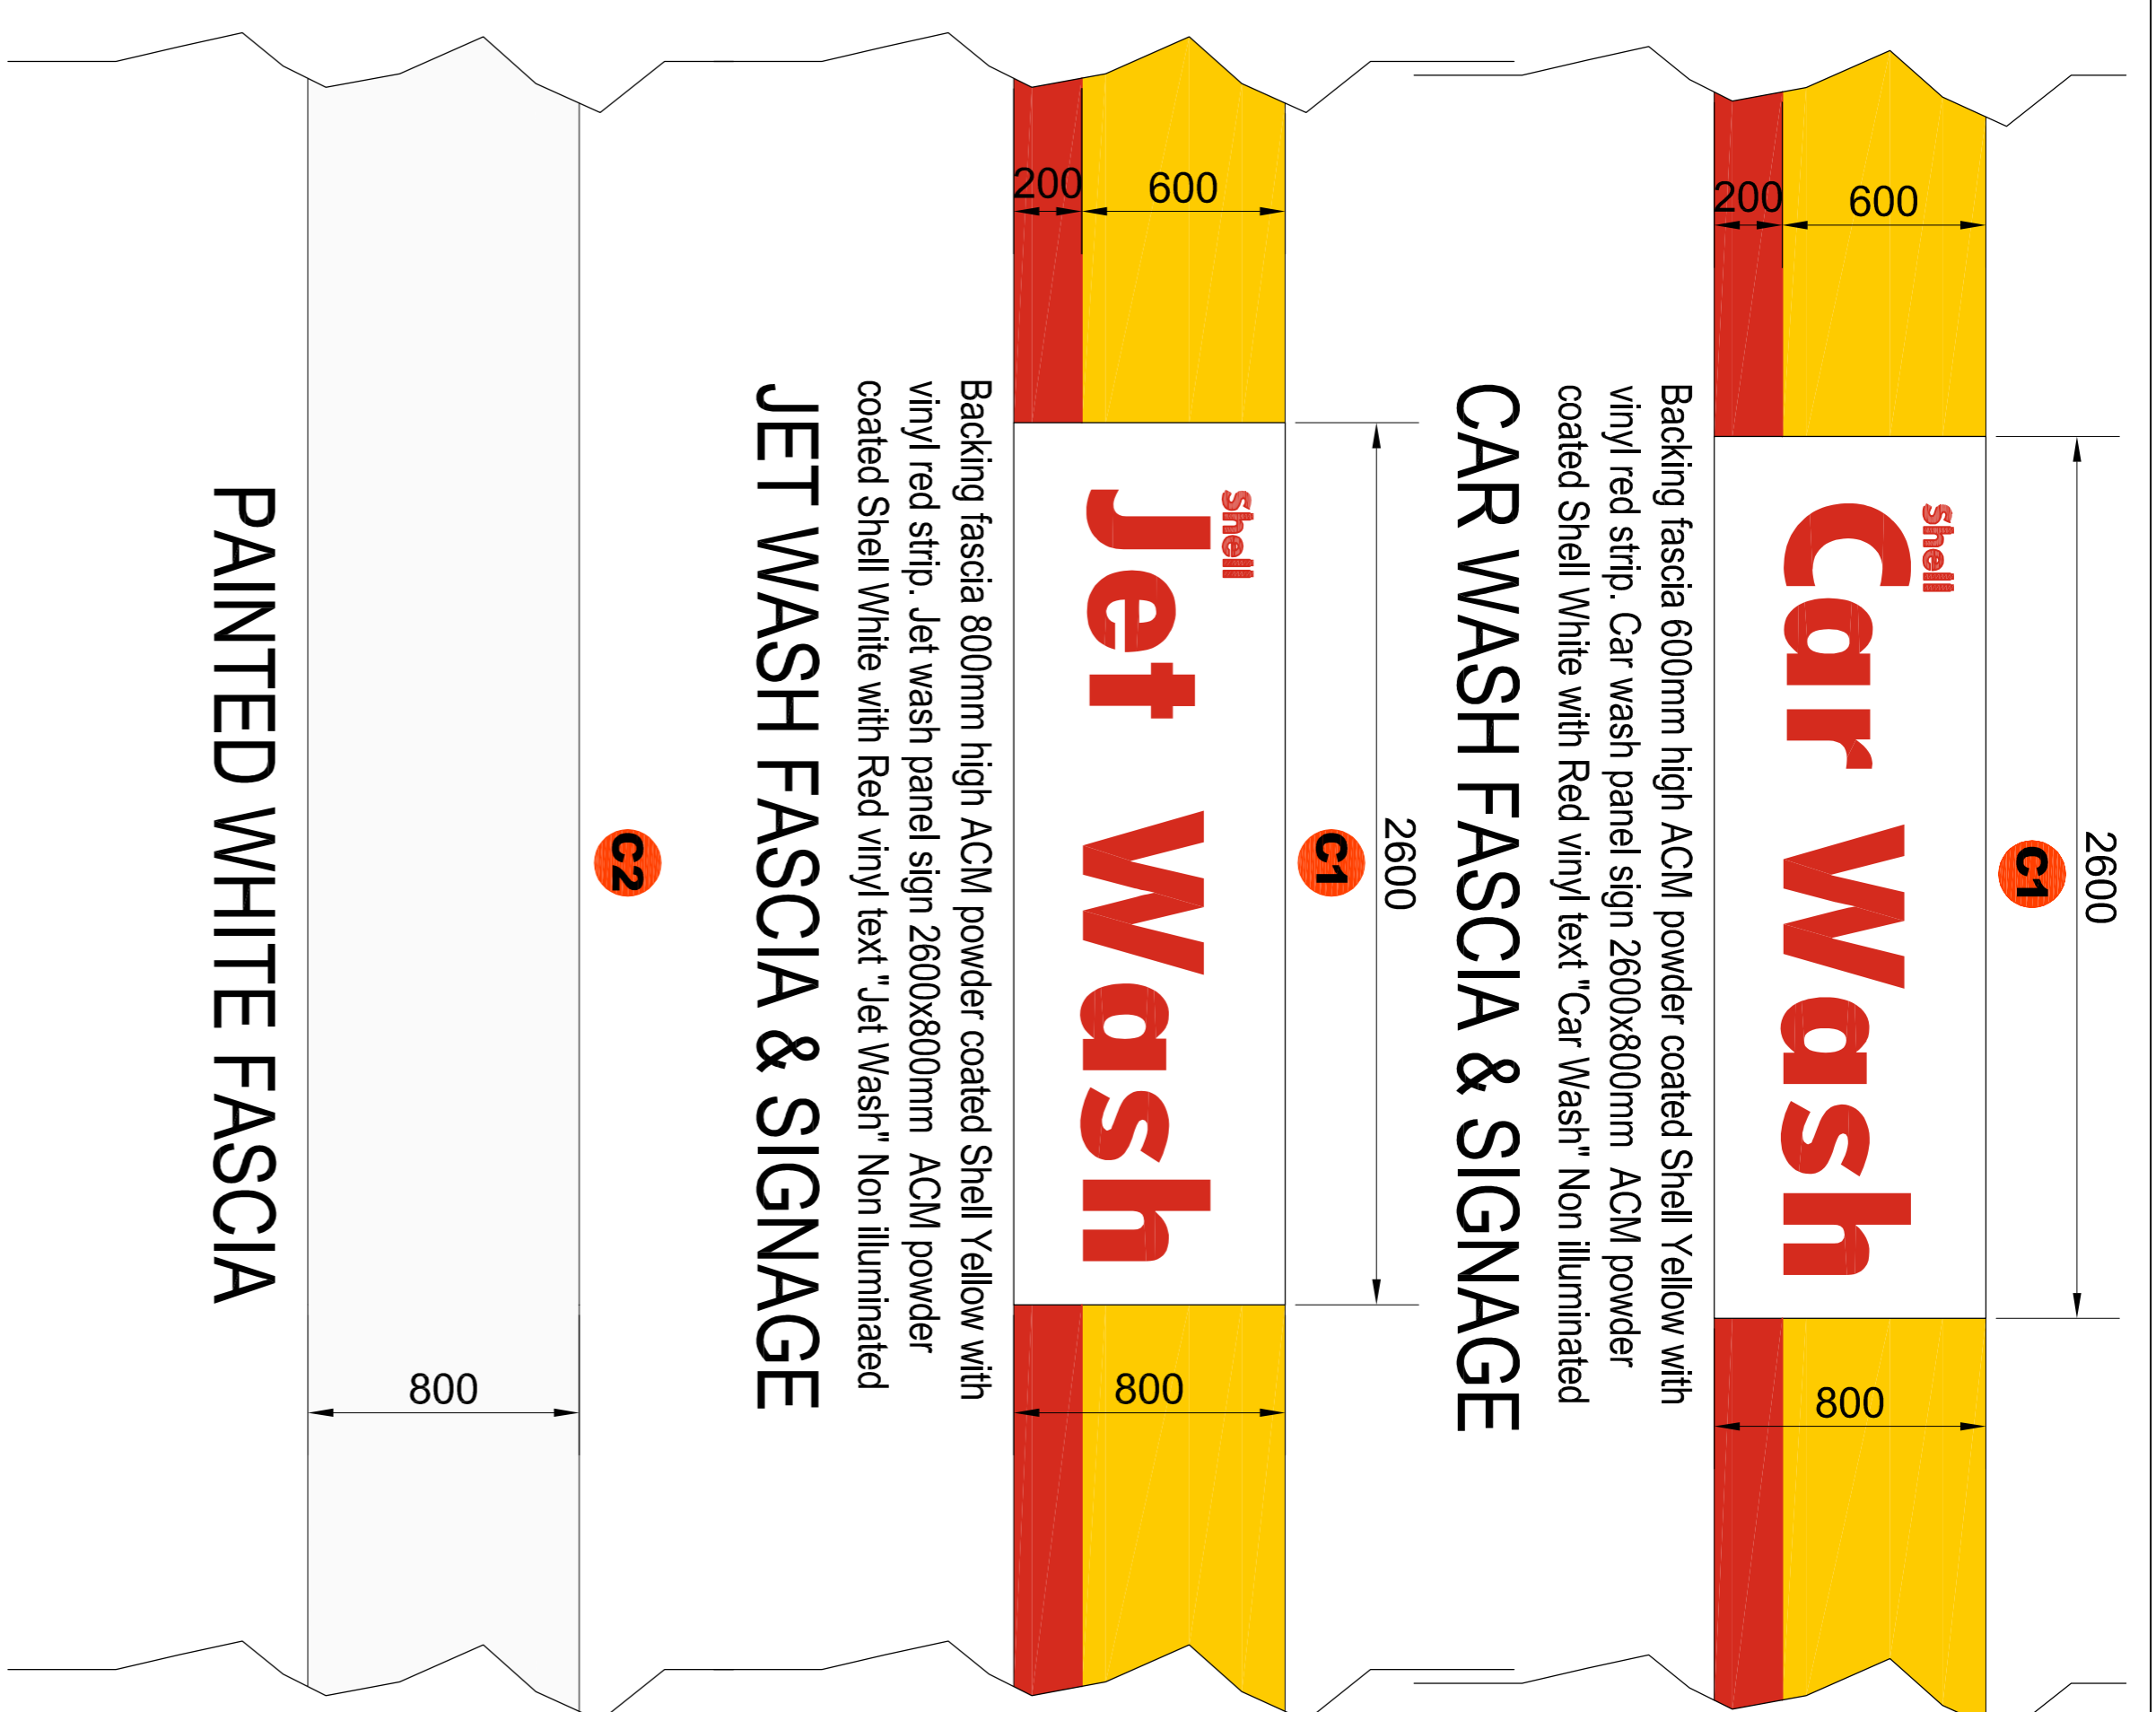 2600
C1
200
600
Shell
Car Wash
800
Backing fascia 600mm high ACM powder coated Shell Yellow with
vinyl red strip. Car wash panel sign 2600x800mm ACM powder
coated Shell White with Red vinyl text "Car Wash" Non illuminated
CAR WASH FASCIA & SIGNAGE
2600
C1
200
600
Shell
Jet Wash
800
Backing fascia 800mm high ACM powder coated Shell Yellow with
vinyl red strip. Jet wash panel sign 2600x800mm ACM powder
coated Shell White with Red vinyl text "Jet Wash" Non illuminated
JET WASH FASCIA & SIGNAGE
C2
800
PAINTED WHITE FASCIA